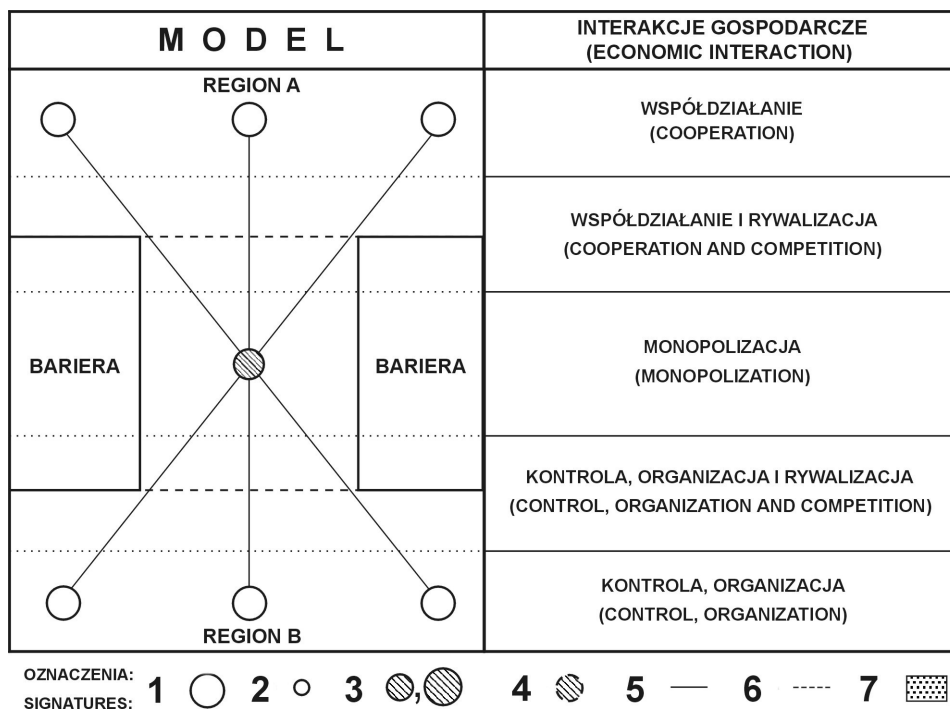 M O D E L
INTERAKCJE GOSPODARCZE
(ECONOMIC INTERACTION)
REGION A
WSPÓŁDZIAŁANIE
(COOPERATION)
WSPÓŁDZIAŁANIE I RYWALIZACJA
(COOPERATION AND COMPETITION)
BARIERA
BARIERA
MONOPOLIZACJA
(MONOPOLIZATION)
KONTROLA, ORGANIZACJA I RYWALIZACJA
(CONTROL, ORGANIZATION AND COMPETITION)
KONTROLA, ORGANIZACJA
(CONTROL, ORGANIZATION)
REGION B
OZNACZENIA:
SIGNATURES:
1 2 3 , 4 5 6 7